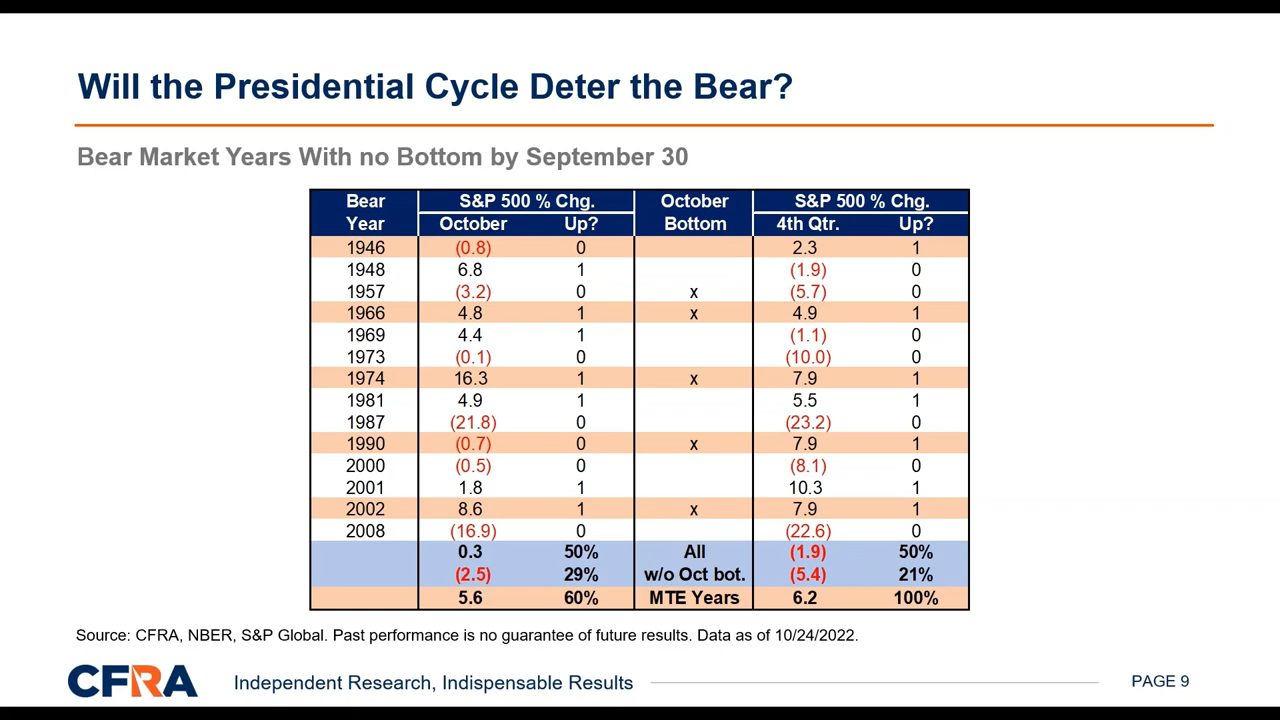 Will the Presidential Cycle Deter the Bear?
Bear Market Years With no Bottom by September 30
Bear S&P 500 % Chg. October S&P 500 % Chg.
Year October Up? Bottom 4th Qtr. Up?
1946 (0.8) 0 2.3 1
1948 6.8 1 (1.9) 0
1957 (3.2) 0 x (5.7) 0
1966 4.8 1 x 4.9 1
1969 4.4 1 (1.1) 0
1973 (0.1) 0 (10.0) 0
1974 16.3 1 x 7.9 1
1981 4.9 1 5.5 1
1987 (21.8) 0 (23.2) 0
1990 (0.7) 0 x 7.9 1
2000 (0.5) 0 (8.1) 0
2001 1.8 1 10.3 1
2002 8.6 1 x 7.9 1
2008 (16.9) 0 (22.6) 0
0.3 50% All (1.9) 50%
(2.5) 29% w/o Oct bot. (5.4) 21%
5.6 60% MTE Years 6.2 100%
Source: CFRA, NBER, S&P Global. Past performance is no guarantee of future results. Data as of 10/24/2022.
CFRA Independent Research, Indispensable Results PAGE 9